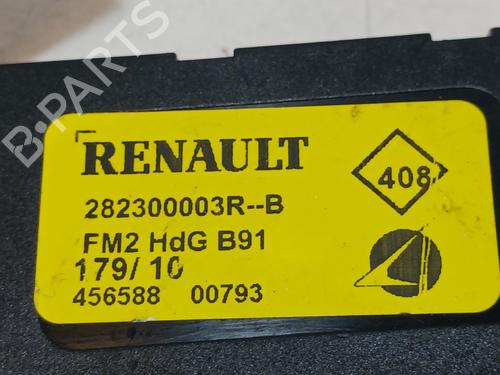 RENAULT
408
282300003R--B
FM2 HdG B91
179/ 10
456588 00793
B-PARTS